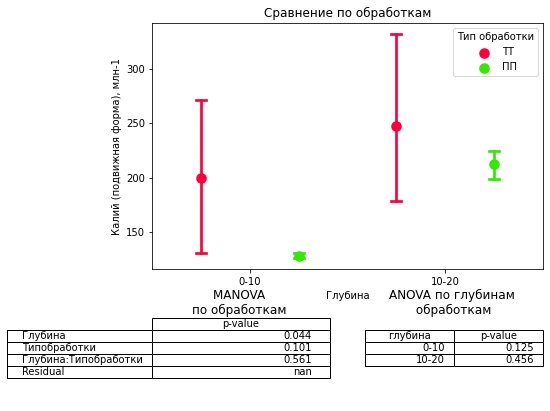 Сравнение по обработкам
Калий (подвижная форма), млн-1
300
250
200
150
Тип обработки
ТТ
ПП
0-10
10-20
Глубина
MANOVA
по обработкам
p-value
Глубина 0.044
Типобработки 0.101
Глубина:Типобработки 0.561
Residual nan
ANOVA по глубинам
обработкам
глубина p-value
0-10 0.125
10-20 0.456